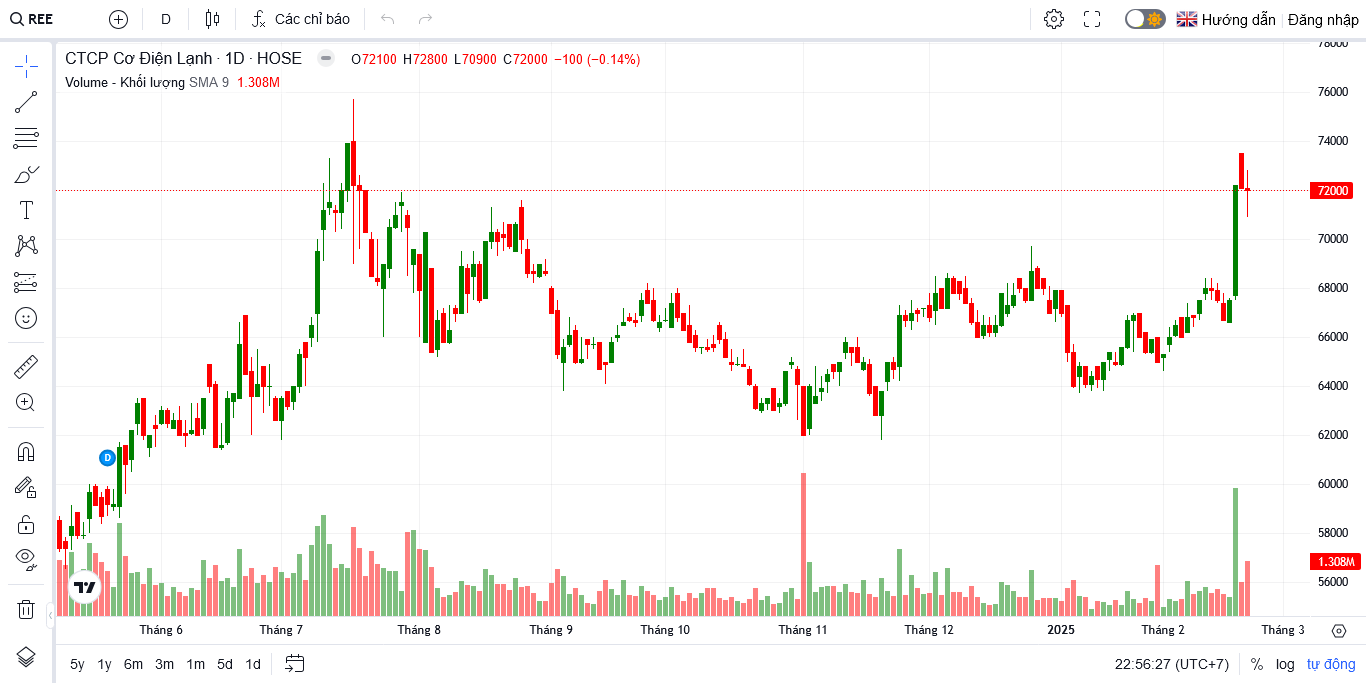 REE D Các chỉ báo Hướng dẫn Đăng nhập
CTCP Cơ Điện Lạnh · 1D · HOSE O72100 H72800 L70900 C72000 −100 (−0.14%)
Volume - Khối lượng SMA 9 1.308M
78000
76000
74000
72000
70000
68000
66000
64000
62000
D
60000
58000
1.308M
56000
Tháng 6 Tháng 7 Tháng 8 Tháng 9 Tháng 10 Tháng 11 Tháng 12 2025 Tháng 2 Tháng 3
5y 1y 6m 3m 1m 5d 1d 22:56:27 (UTC+7) % log tự động